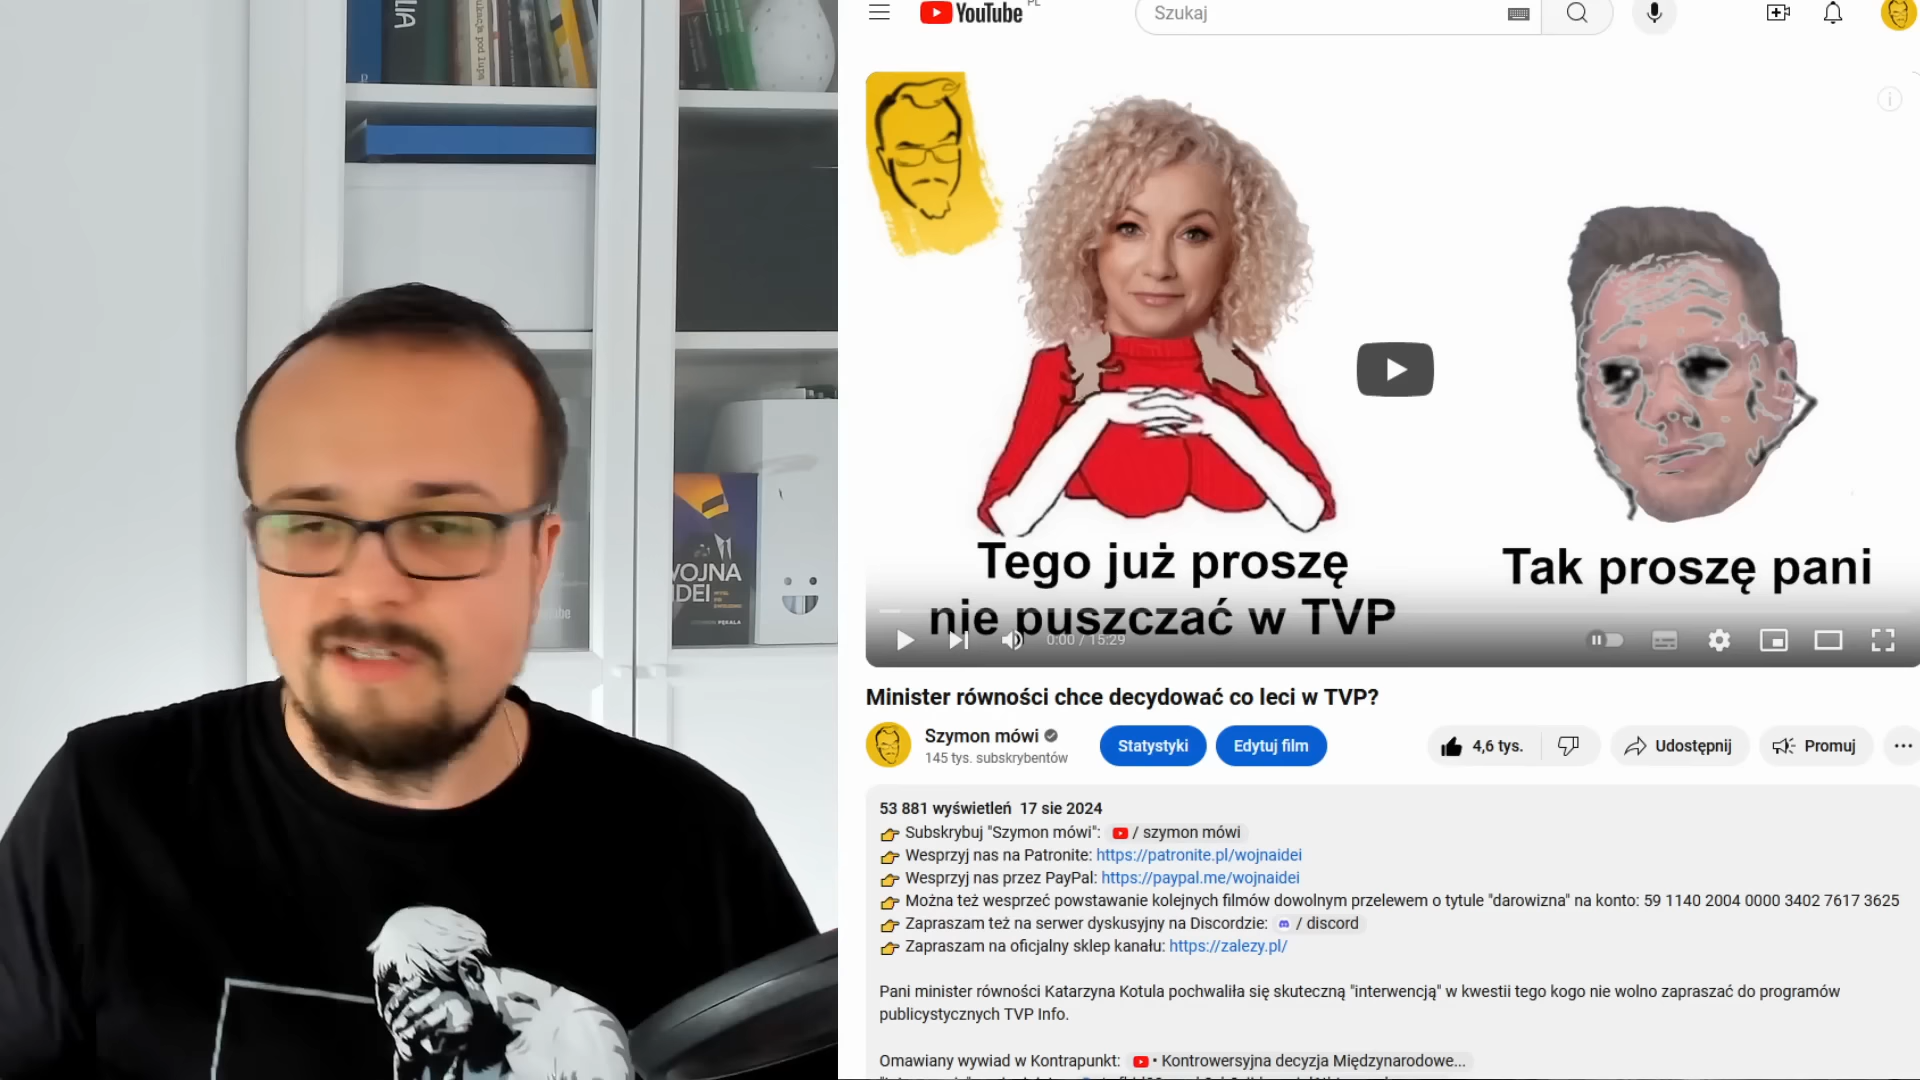 LIA
ukacja pod lupą
WOJNA
IDEI
YouTube PL
Szukaj
Tego już proszę
nie puszczać w TVP
Tak proszę pani
0:00 / 15:29
Minister równości chce decydować co leci w TVP?
Szymon mówi
145 tys. subskrybentów
Statystyki
Edytuj film
4,6 tys.
Udostępnij
Promuj
53 881 wyświetleń 17 sie 2024
👉 Subskrybuj "Szymon mówi": / szymon mówi
👉 Wesprzyj nas na Patronite: https://patronite.pl/wojnaidei
👉 Wesprzyj nas przez PayPal: https://paypal.me/wojnaidei
👉 Można też wesprzeć powstawanie kolejnych filmów dowolnym przelewem o tytule "darowizna" na konto: 59 1140 2004 0000 3402 7617 3625
👉 Zapraszam też na serwer dyskusyjny na Discordzie: / discord
👉 Zapraszam na oficjalny sklep kanału: https://zalezy.pl/
Pani minister równości Katarzyna Kotula pochwaliła się skuteczną "interwencją" w kwestii tego kogo nie wolno zapraszać do programów
publicystycznych TVP Info.
Omawiany wywiad w Kontrapunkt: • Kontrowersyjna decyzja Międzynarodowe...